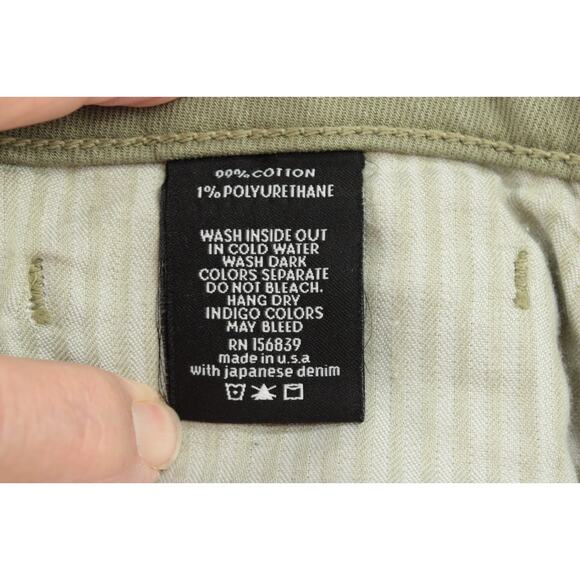 99% COTTON
1% POLYURETHANE
WASH INSIDE OUT
IN COLD WATER
WASH DARK
COLORS SEPARATE
DO NOT BLEACH.
HANG DRY
INDIGO COLORS
MAY BLEED
RN 156839
made in u.s.a
with japanese denim